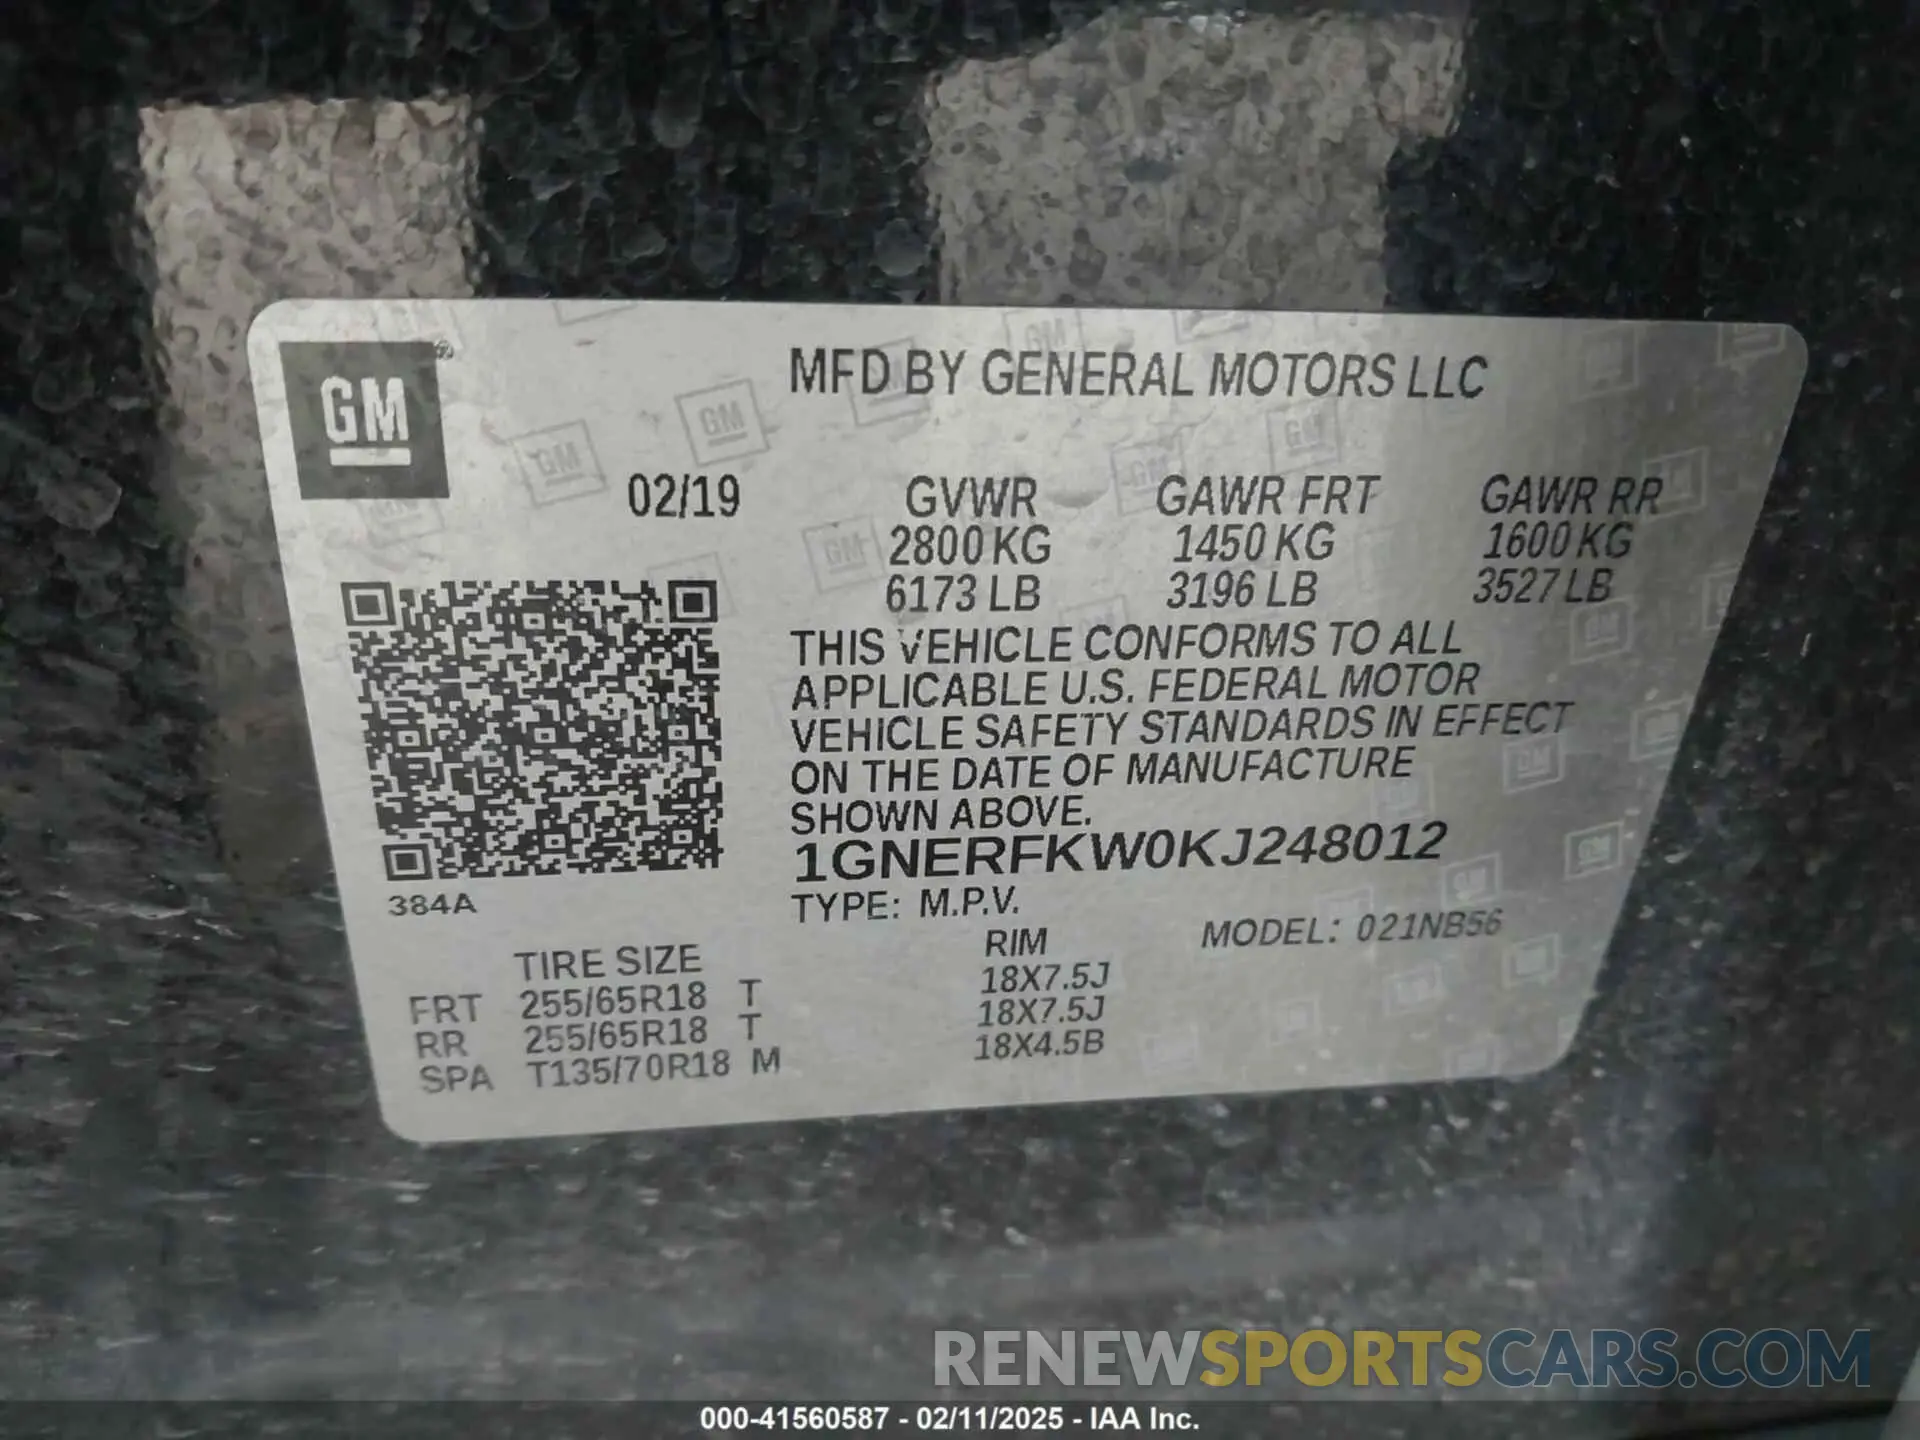 GM®
MFD BY GENERAL MOTORS LLC
02/19 GVWR GAWR FRT GAWR RR
2800 KG 1450 KG 1600 KG
6173 LB 3196 LB 3527 LB
THIS VEHICLE CONFORMS TO ALL
APPLICABLE U.S. FEDERAL MOTOR
VEHICLE SAFETY STANDARDS IN EFFECT
ON THE DATE OF MANUFACTURE
SHOWN ABOVE.
1GNERFKW0KJ248012
384A
TYPE: M.P.V. MODEL: 021NB56
TIRE SIZE RIM
FRT 255/65R18 T 18X7.5J
RR 255/65R18 T 18X7.5J
SPA T135/70R18 M 18X4.5B
RENEWSPORTSCARS.COM
000-41560587 - 02/11/2025 - IAA Inc.